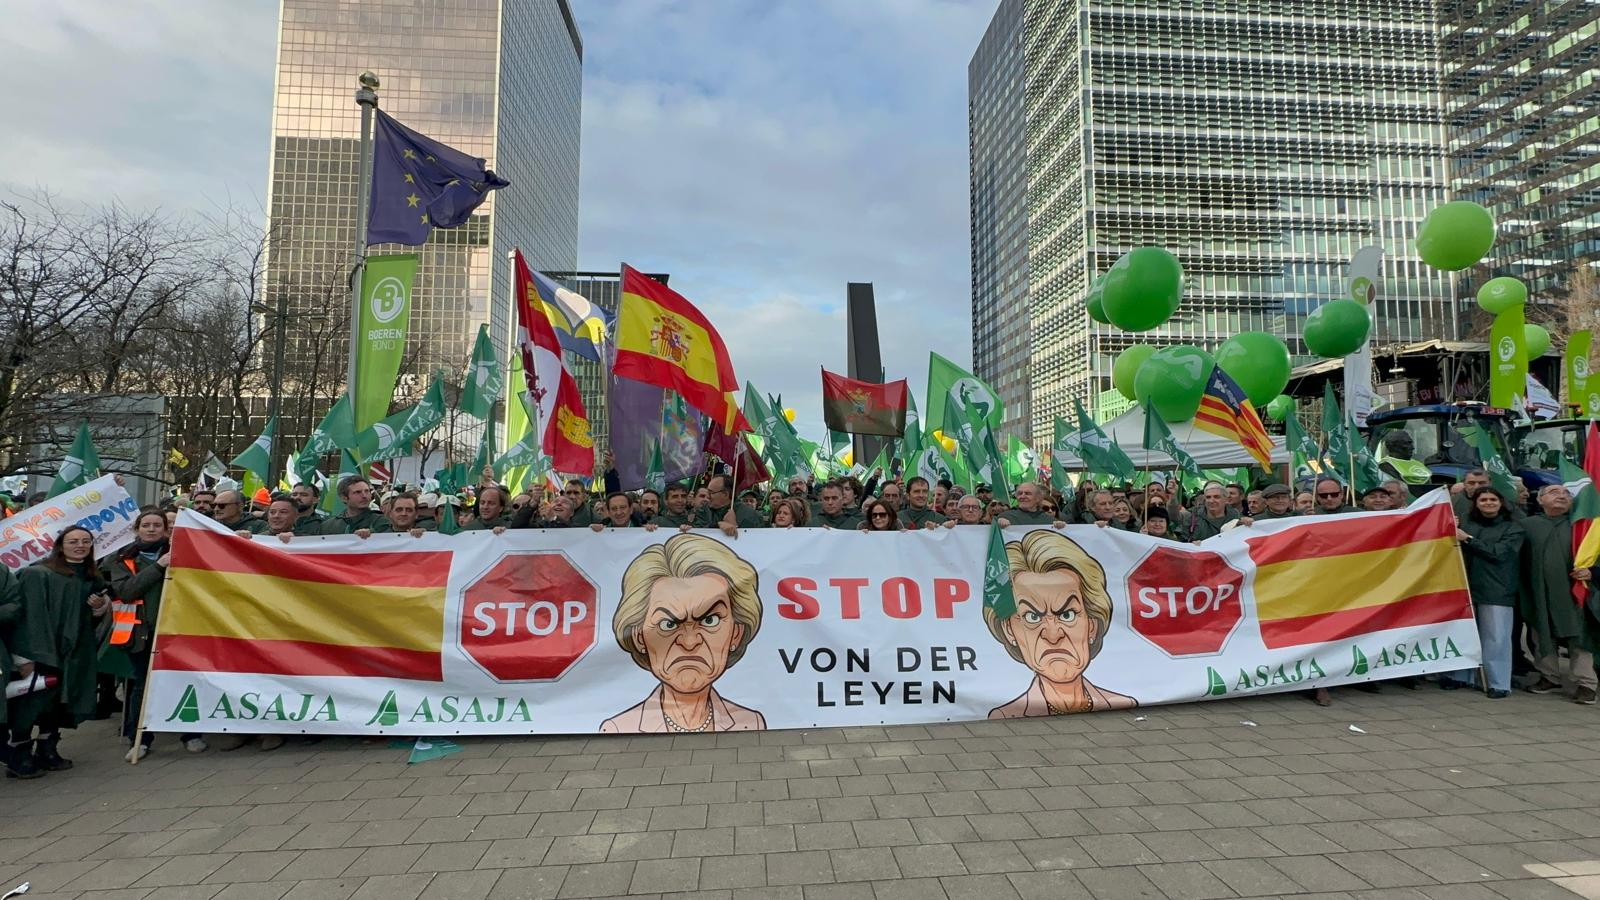 BOEREN
BOND
STOP
STOP
VON DER
LEYEN
STOP
ASAJA ASAJA
ASAJA ASAJA